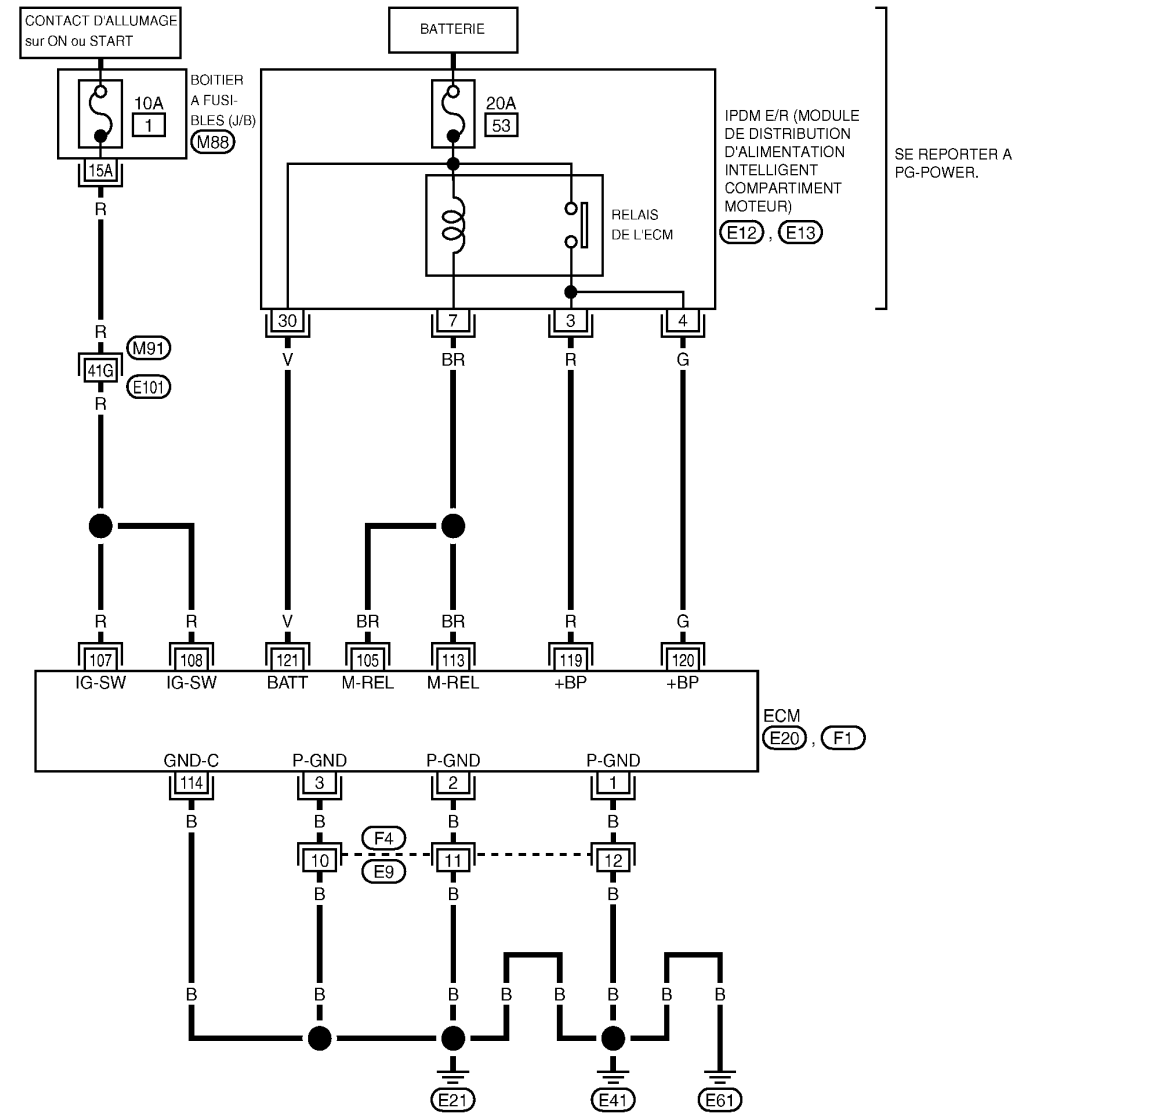 CONTACT D'ALLUMAGE
sur ON ou START
BATTERIE
10A
1
BOITIER
A FUSI-
BLES (J/B)
M88
15A
20A
53
IPDM E/R (MODULE
DE DISTRIBUTION
D'ALIMENTATION
INTELLIGENT
COMPARTIMENT
MOTEUR)
E12 , E13
SE REPORTER A
PG-POWER.
RELAIS
DE L'ECM
R
30 7 3 4
R
M91
V BR R G
41G
E101
R
R R V BR BR R G
107 108 121 105 113 119 120
IG-SW IG-SW BATT M-REL M-REL +BP +BP
ECM
E20 , F1
GND-C P-GND P-GND P-GND
114 3 2 1
B B B B
F4
10 11 12
E9
B B B
B B B B B B B B
E21 E41 E61